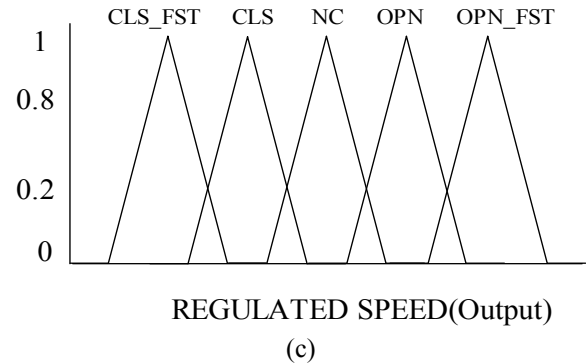 CLS_FST CLS NC OPN OPN_FST
1
0.8
0.2
0
REGULATED SPEED(Output)
(c)